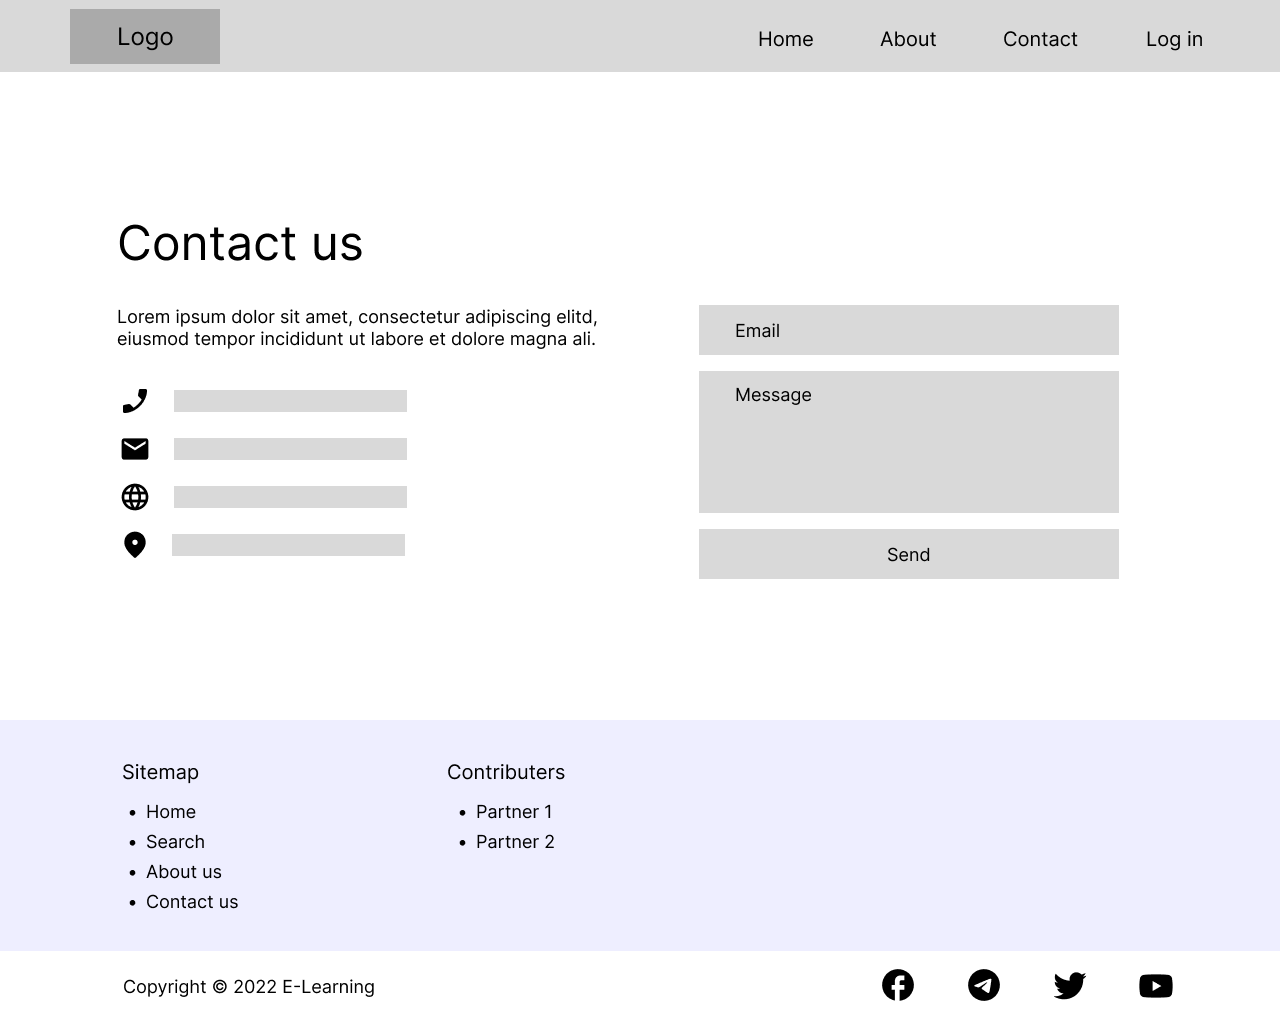 Logo
Home
About
Contact
Log in
Contact us
Lorem ipsum dolor sit amet, consectetur adipiscing elitd,
eiusmod tempor incididunt ut labore et dolore magna ali.
Email
Message
Send
Sitemap
• Home
• Search
• About us
• Contact us
Contributers
• Partner 1
• Partner 2
Copyright © 2022 E-Learning